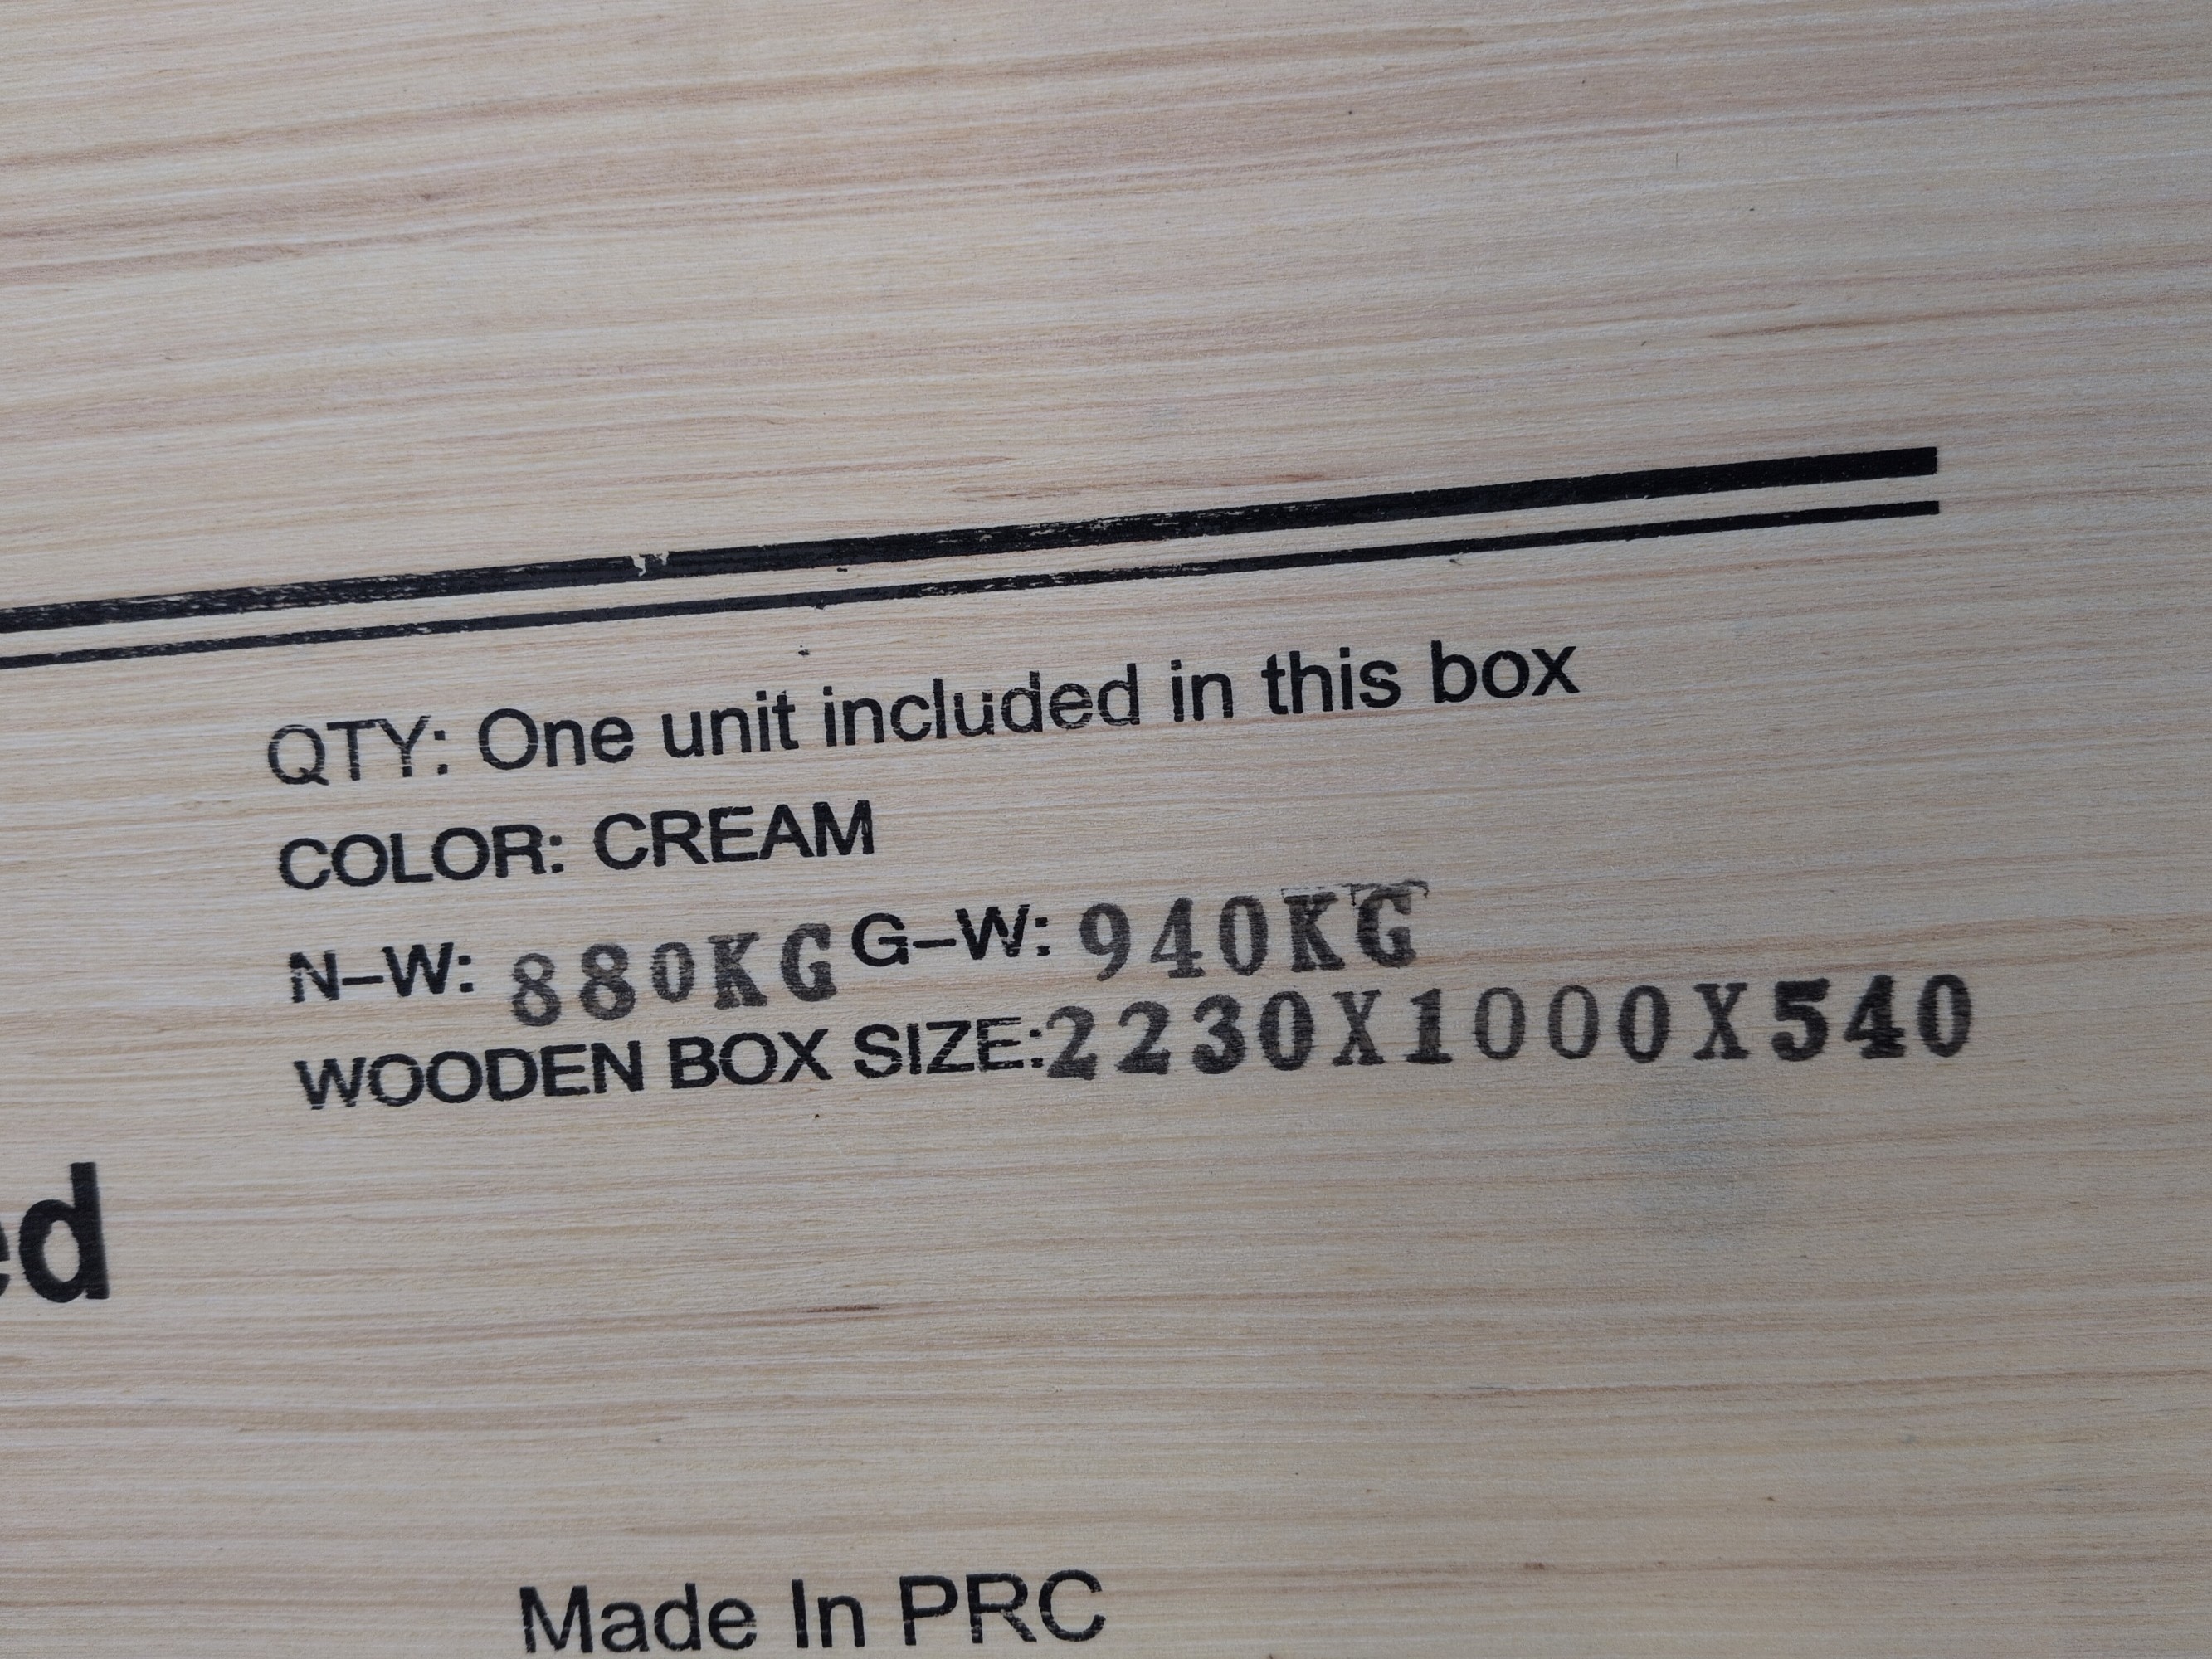 QTY: One unit included in this box
COLOR: CREAM
N–W: 880KG G–W: 940KG
WOODEN BOX SIZE:2230X1000X540
ed
Made In PRC